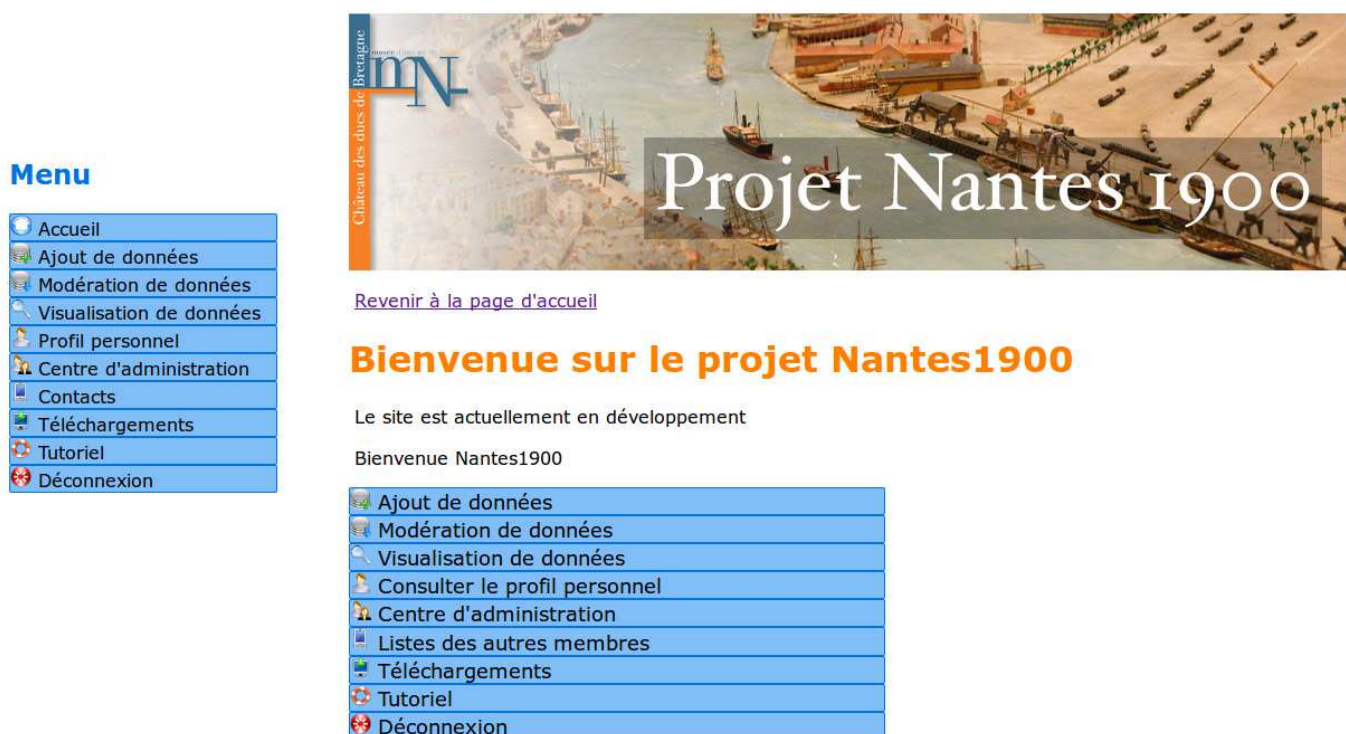 Château des ducs de Bretagne
mN
Projet Nantes 1900
Menu
Accueil
Ajout de données
Modération de données
Visualisation de données
Profil personnel
Centre d'administration
Contacts
Téléchargements
Tutoriel
Déconnexion
Revenir à la page d'accueil
Bienvenue sur le projet Nantes1900
Le site est actuellement en développement
Bienvenue Nantes1900
Ajout de données
Modération de données
Visualisation de données
Consulter le profil personnel
Centre d'administration
Listes des autres membres
Téléchargements
Tutoriel
Déconnexion